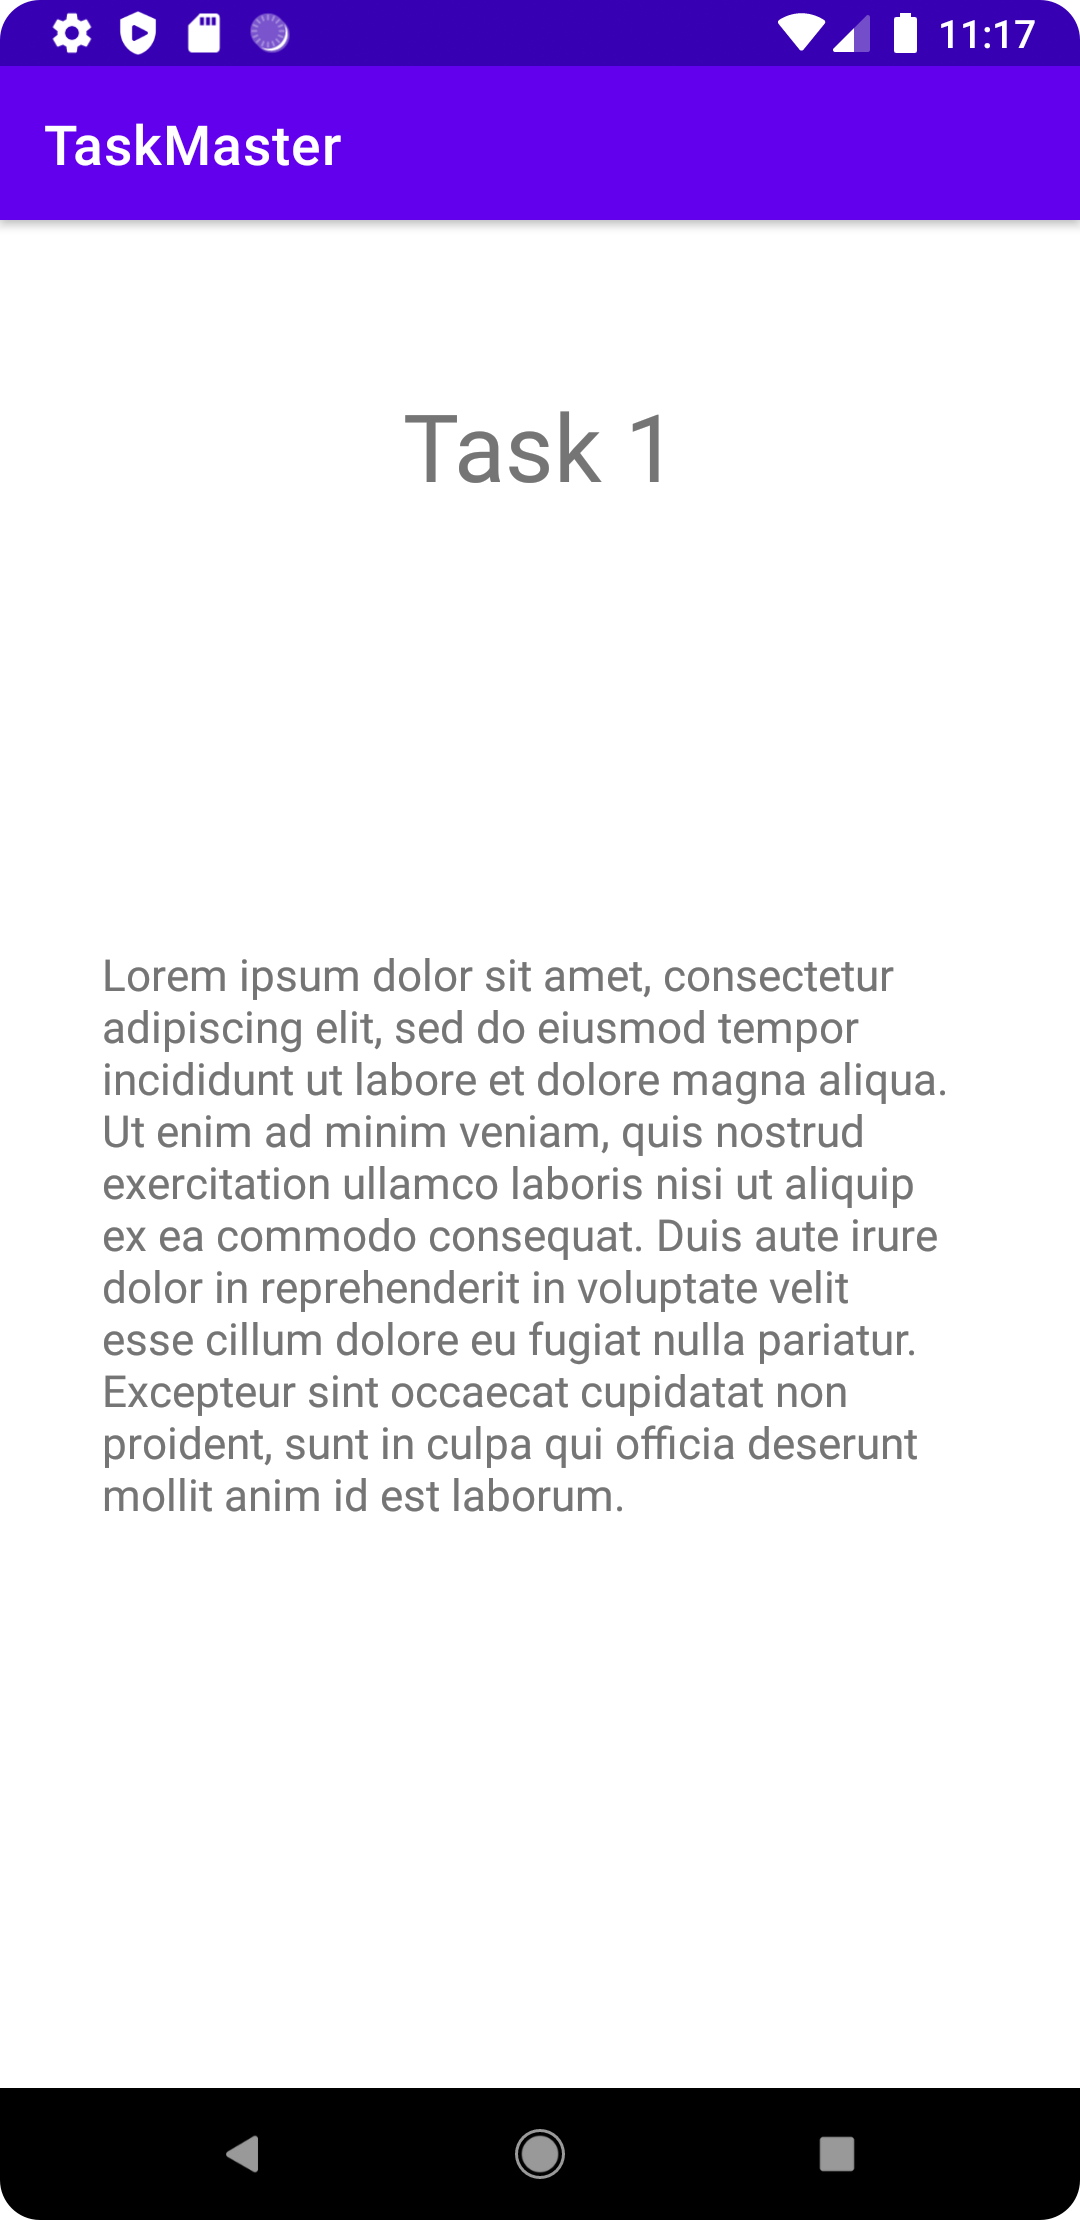 11:17
TaskMaster
Task 1
Lorem ipsum dolor sit amet, consectetur
adipiscing elit, sed do eiusmod tempor
incididunt ut labore et dolore magna aliqua.
Ut enim ad minim veniam, quis nostrud
exercitation ullamco laboris nisi ut aliquip
ex ea commodo consequat. Duis aute irure
dolor in reprehenderit in voluptate velit
esse cillum dolore eu fugiat nulla pariatur.
Excepteur sint occaecat cupidatat non
proident, sunt in culpa qui officia deserunt
mollit anim id est laborum.